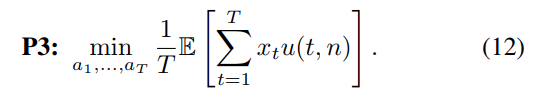 P3: min_{a_1,...,a_T} \frac{1}{T} \mathbb{E} \left[ \sum_{t=1}^{T} x_t u(t, n) \right] . (12)